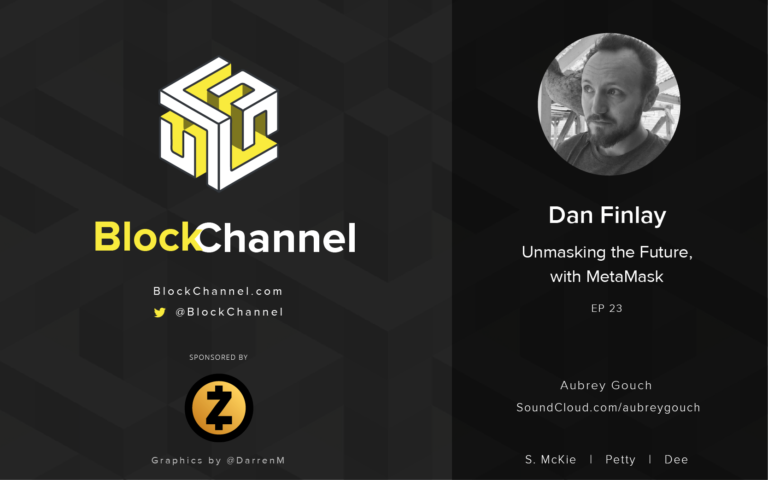 BlockChannel
BlockChannel.com
@BlockChannel
SPONSORED BY
Graphics by @DarrenM
Dan Finlay
Unmasking the Future,
with MetaMask
EP 23
Aubrey Gouch
SoundCloud.com/aubreygouch
S. McKie | Petty | Dee